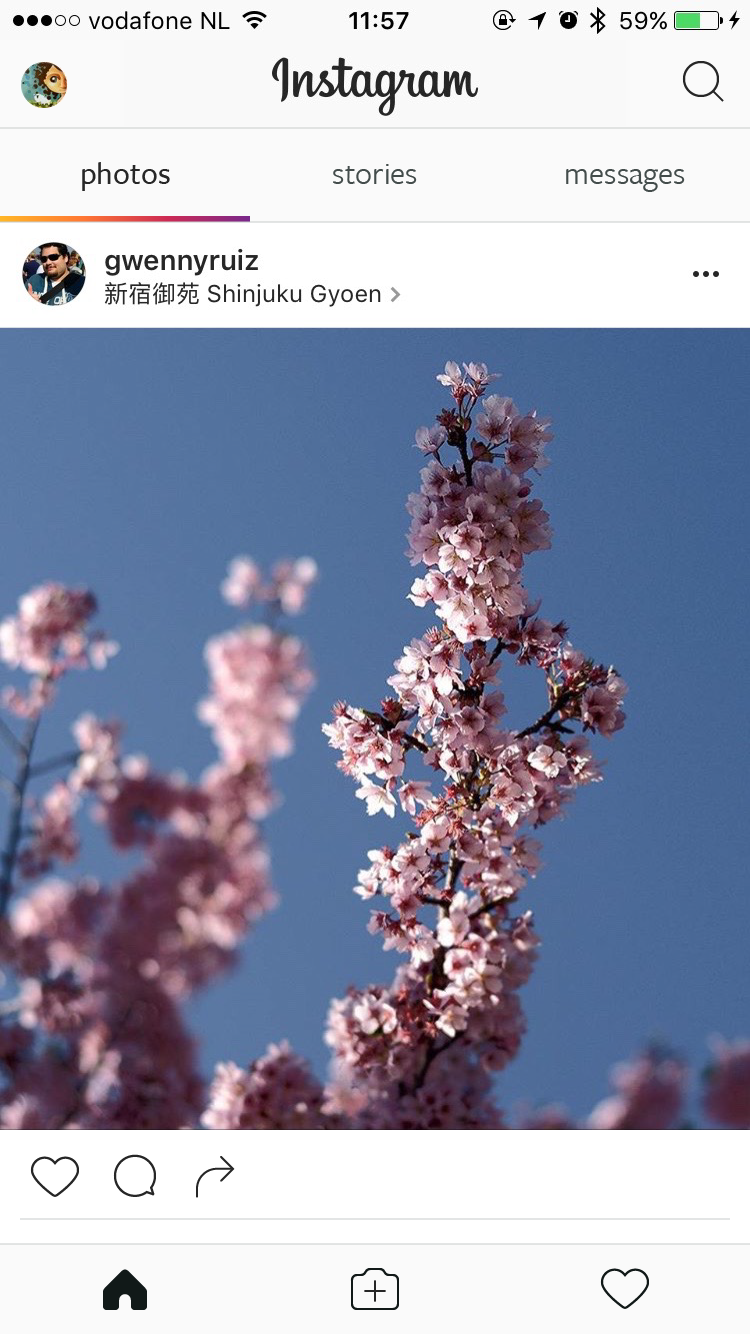 vodafone NL 11:57 59%
Instagram
photos stories messages
gwennyruiz
新宿御苑 Shinjuku Gyoen